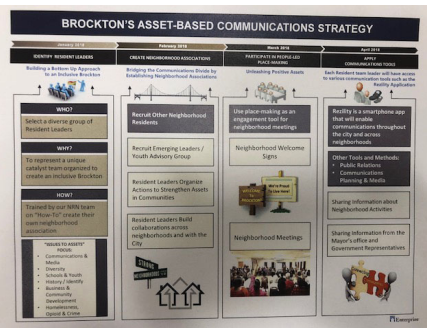 BROCKTON'S ASSET-BASED COMMUNICATIONS STRATEGY
January 2018
IDENTIFY RESIDENT LEADERS
Building a Bottom Up Approach
to an Inclusive Brockton
WHO?
Select a diverse group of
Resident Leaders
WHY?
To represent a unique
catalyst team organized to
create an inclusive Brockton
HOW?
Trained by our NRN team
on "How-To" create their
own neighborhood
association.
"ISSUES TO ASSETS"
FOCUS:
• Communications &
Media
• Diversity
• Schools & Youth
• History / Identify
• Business &
Community
Development
• Homelessness,
Opioid & Crime
February 2018
CREATE NEIGHBORHOOD ASSOCIATIONS
Bridging the Communications Divide by
Establishing Neighborhood Associations
Recruit Other Neighborhood
Residents
Recruit Emerging Leaders /
Youth Advisory Group
Resident Leaders Organize
Actions to Strengthen Assets
in Communities
Resident Leaders Build
collaborations across
neighborhoods and with the
City
STRONG
NEIGHBORHOODS
March 2018
PARTICIPATE IN PEOPLE-LED
PLACE-MAKING
Unleashing Positive Assets
Use place-making as an
engagement tool for
neighborhood meetings
Neighborhood Welcome
Signs
WELCOME
TO
BROCKTON
We're Proud
Neighborhood Meetings
April 2018
APPLY
COMMUNICATIONS TOOLS
Each Resident team leader will have access
to various communication tools such as the
Rezility Application
Rezility is a smartphone app
that will enable
communications throughout
the city and across
neighborhoods
Other Tools and Methods:
• Public Relations
• Communications
Planning & Media
Sharing Information about
Neighborhood Activities
Sharing Information from the
Mayor's office and
Government Representatives
Enterprise